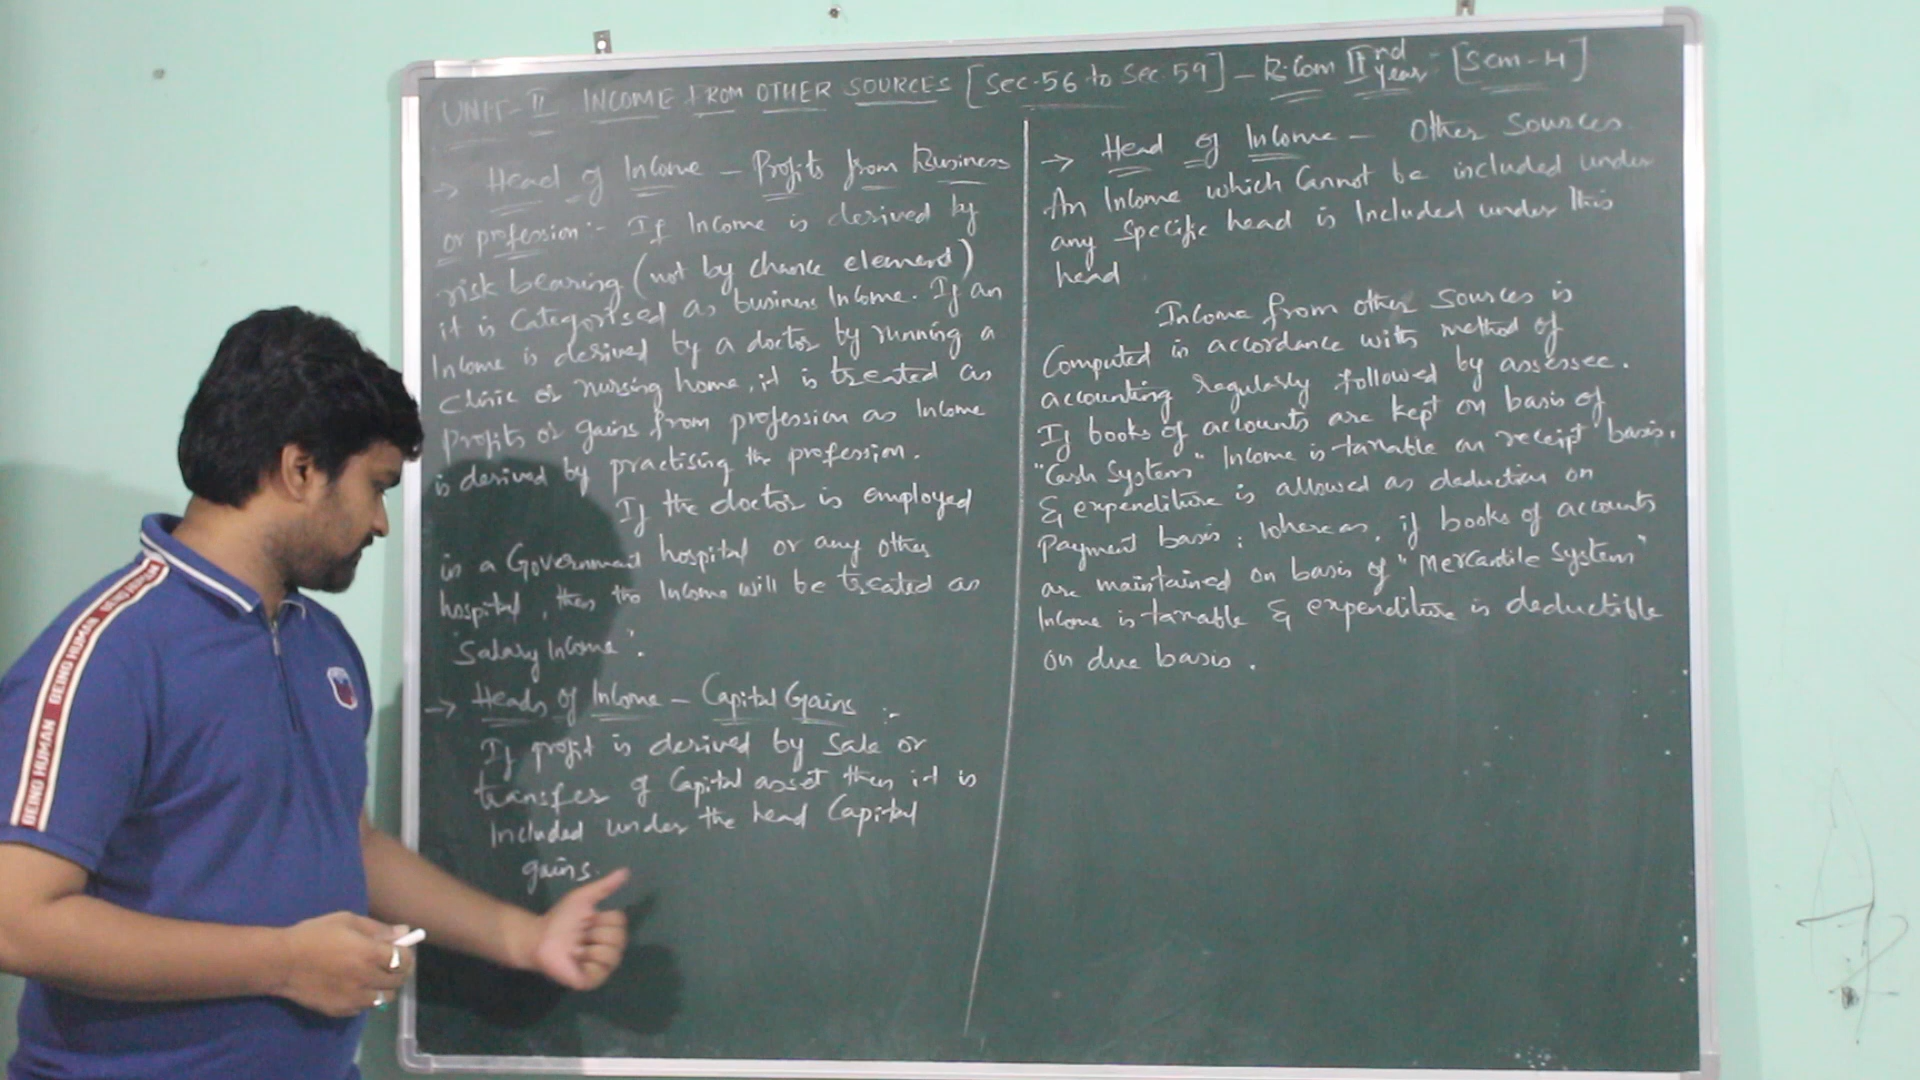 UNIT-II INCOME FROM OTHER SOURCES [Sec.56 to Sec.59] - B.Com IInd year - [Sem-4]
→ Head of Income - Profits from Business
or profession:- If Income is derived by
risk bearing (not by chance element)
it is Categorised as business Income. If an
Income is derived by a doctor by running a
clinic or nursing home, it is treated as
profits or gains from profession as Income
is derived by practising the profession.
If the doctor is employed
in a Government hospital or any other
hospital, then the Income will be treated as
"Salary Income".
→ Heads of Income - Capital Gains :-
If profit is derived by Sale or
transfer of Capital asset then it is
Included under the head Capital
gains.
→ Head of Income - Other Sources
An Income which Cannot be included under
any Specific head is Included under this
head
Income from other Sources is
Computed in accordance with method of
accounting regularly followed by assessee.
If books of accounts are kept on basis of
"Cash System" Income is taxable on receipt basis.
& expenditure is allowed as deduction on
payment basis; whereas, if books of accounts
are maintained on basis of "Mercantile System"
Income is taxable & expenditure is deductible
on due basis.
BEING HUMAN BEING HUMAN BEING HUMAN